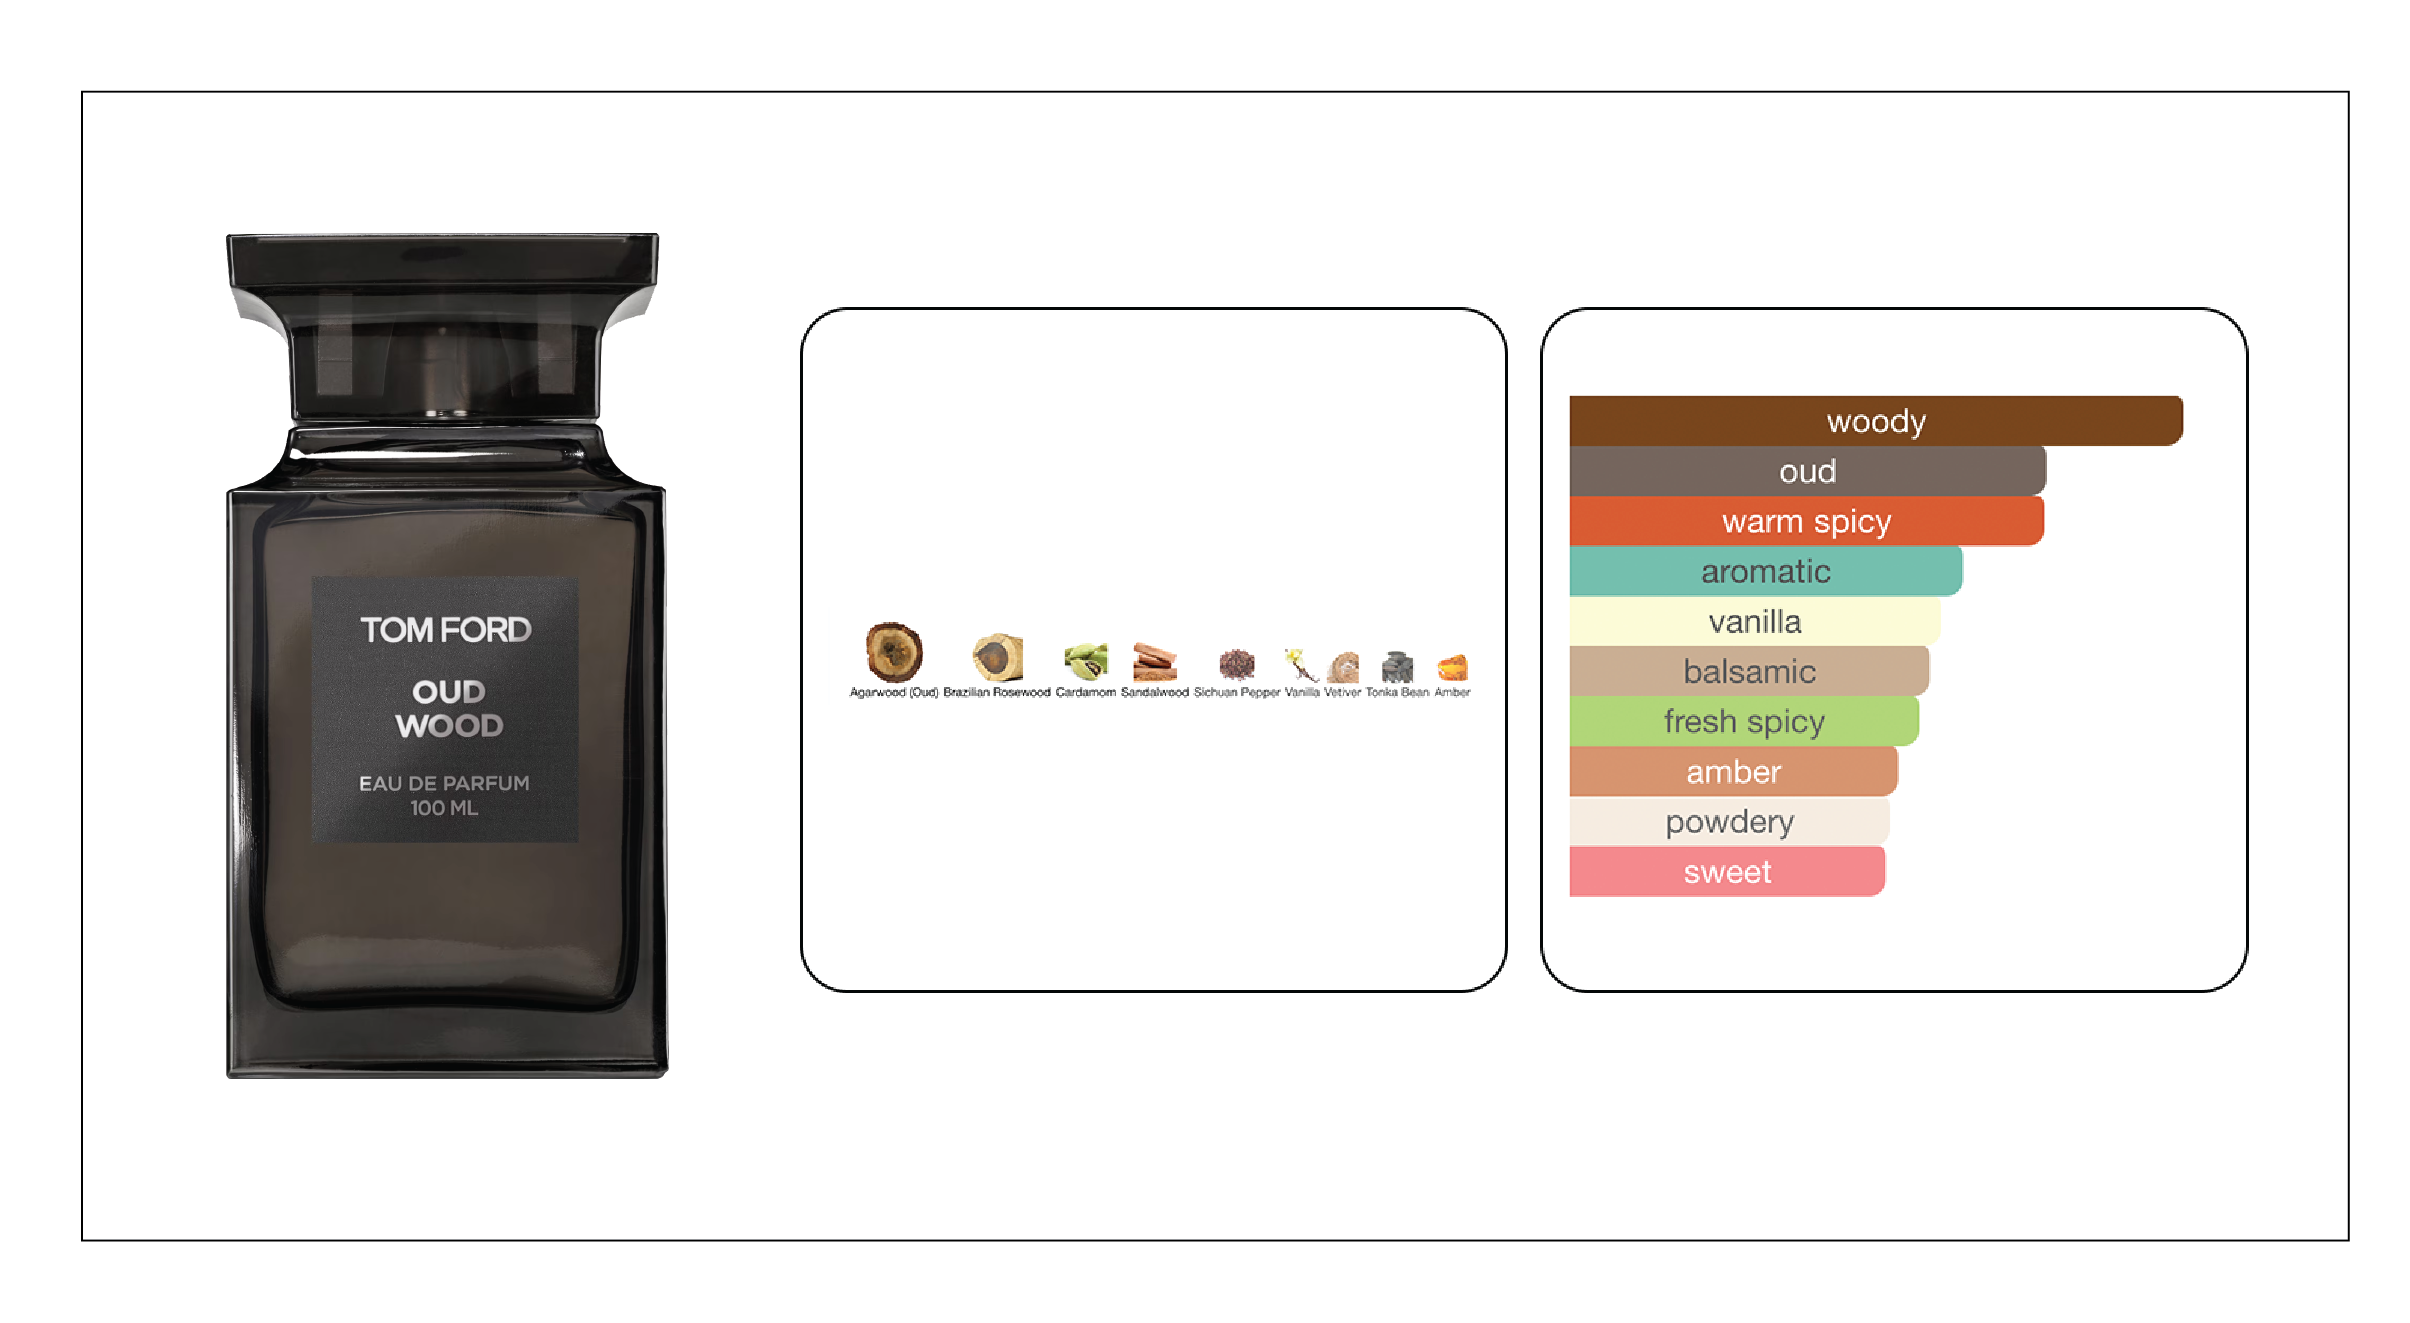 TOM FORD
OUD
WOOD
EAU DE PARFUM
100 ML
Agarwood (Oud) Brazilian Rosewood Cardamom Sandalwood Sichuan Pepper Vanilla Vetiver Tonka Bean Amber
woody
oud
warm spicy
aromatic
vanilla
balsamic
fresh spicy
amber
powdery
sweet